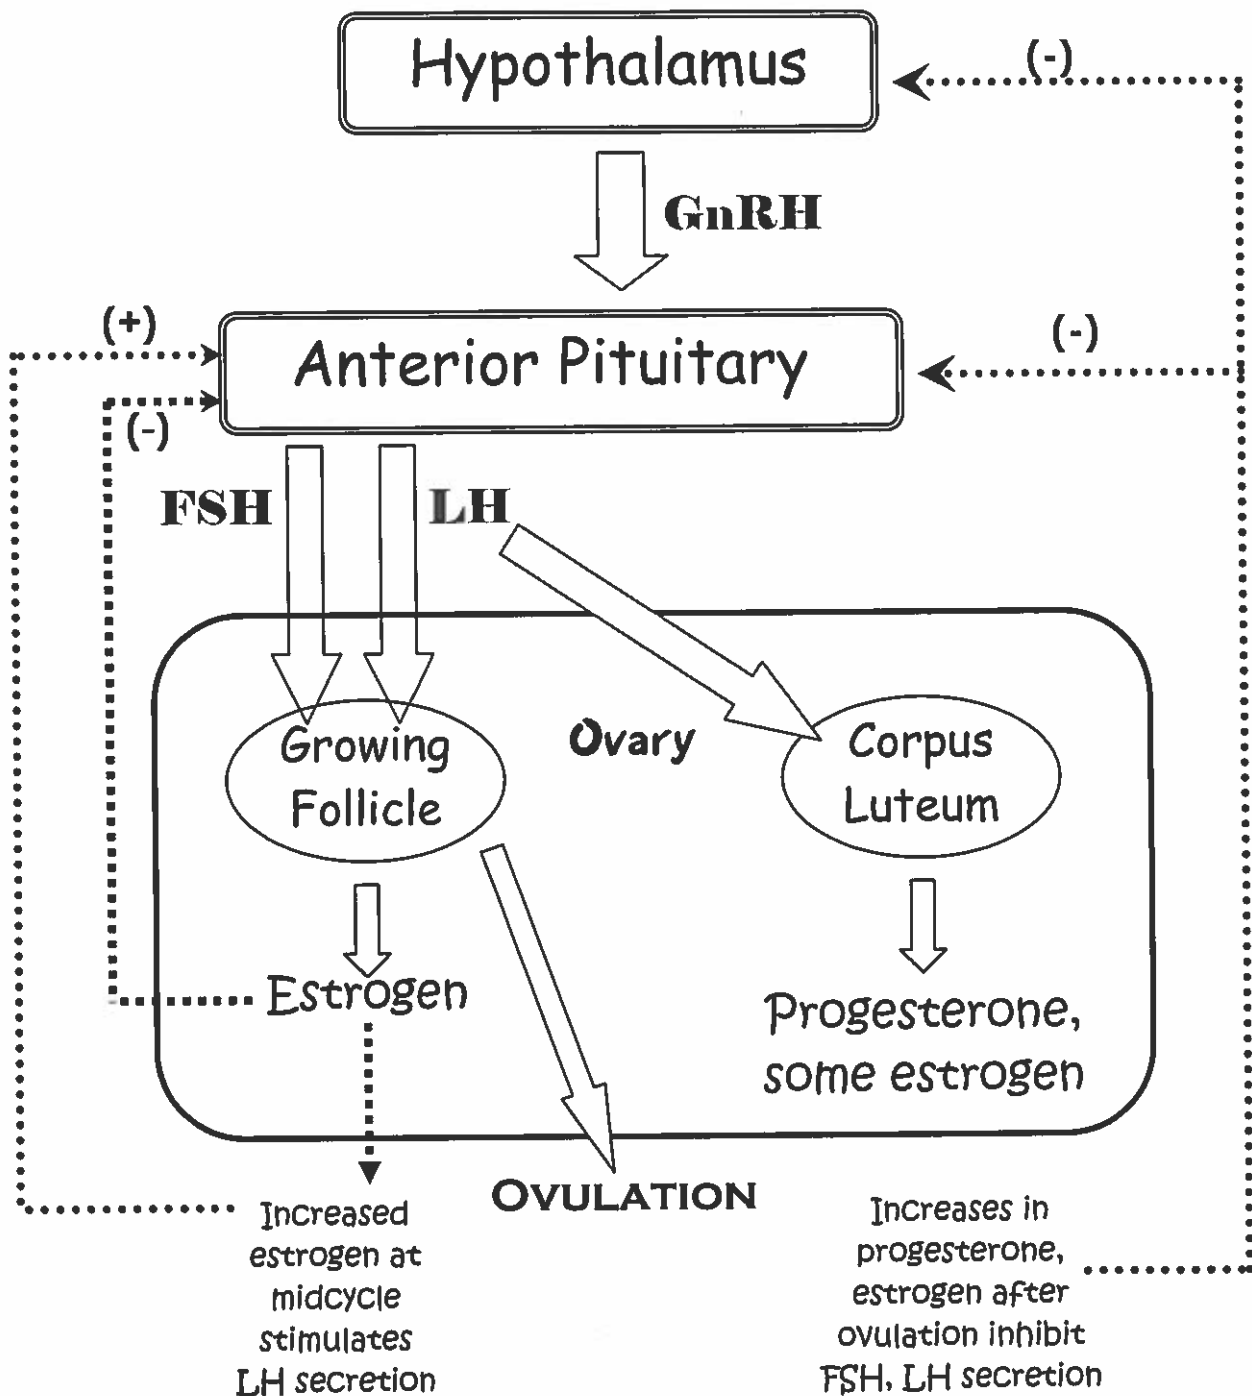 Hypothalamus
(-)
GnRH
(+)
Anterior Pituitary
(-)
(-)
FSH
LH
Growing
Follicle
Ovary
Corpus
Luteum
Estrogen
Progesterone,
some estrogen
OVULATION
Increased
estrogen at
midcycle
stimulates
LH secretion
Increases in
progesterone,
estrogen after
ovulation inhibit
FSH, LH secretion